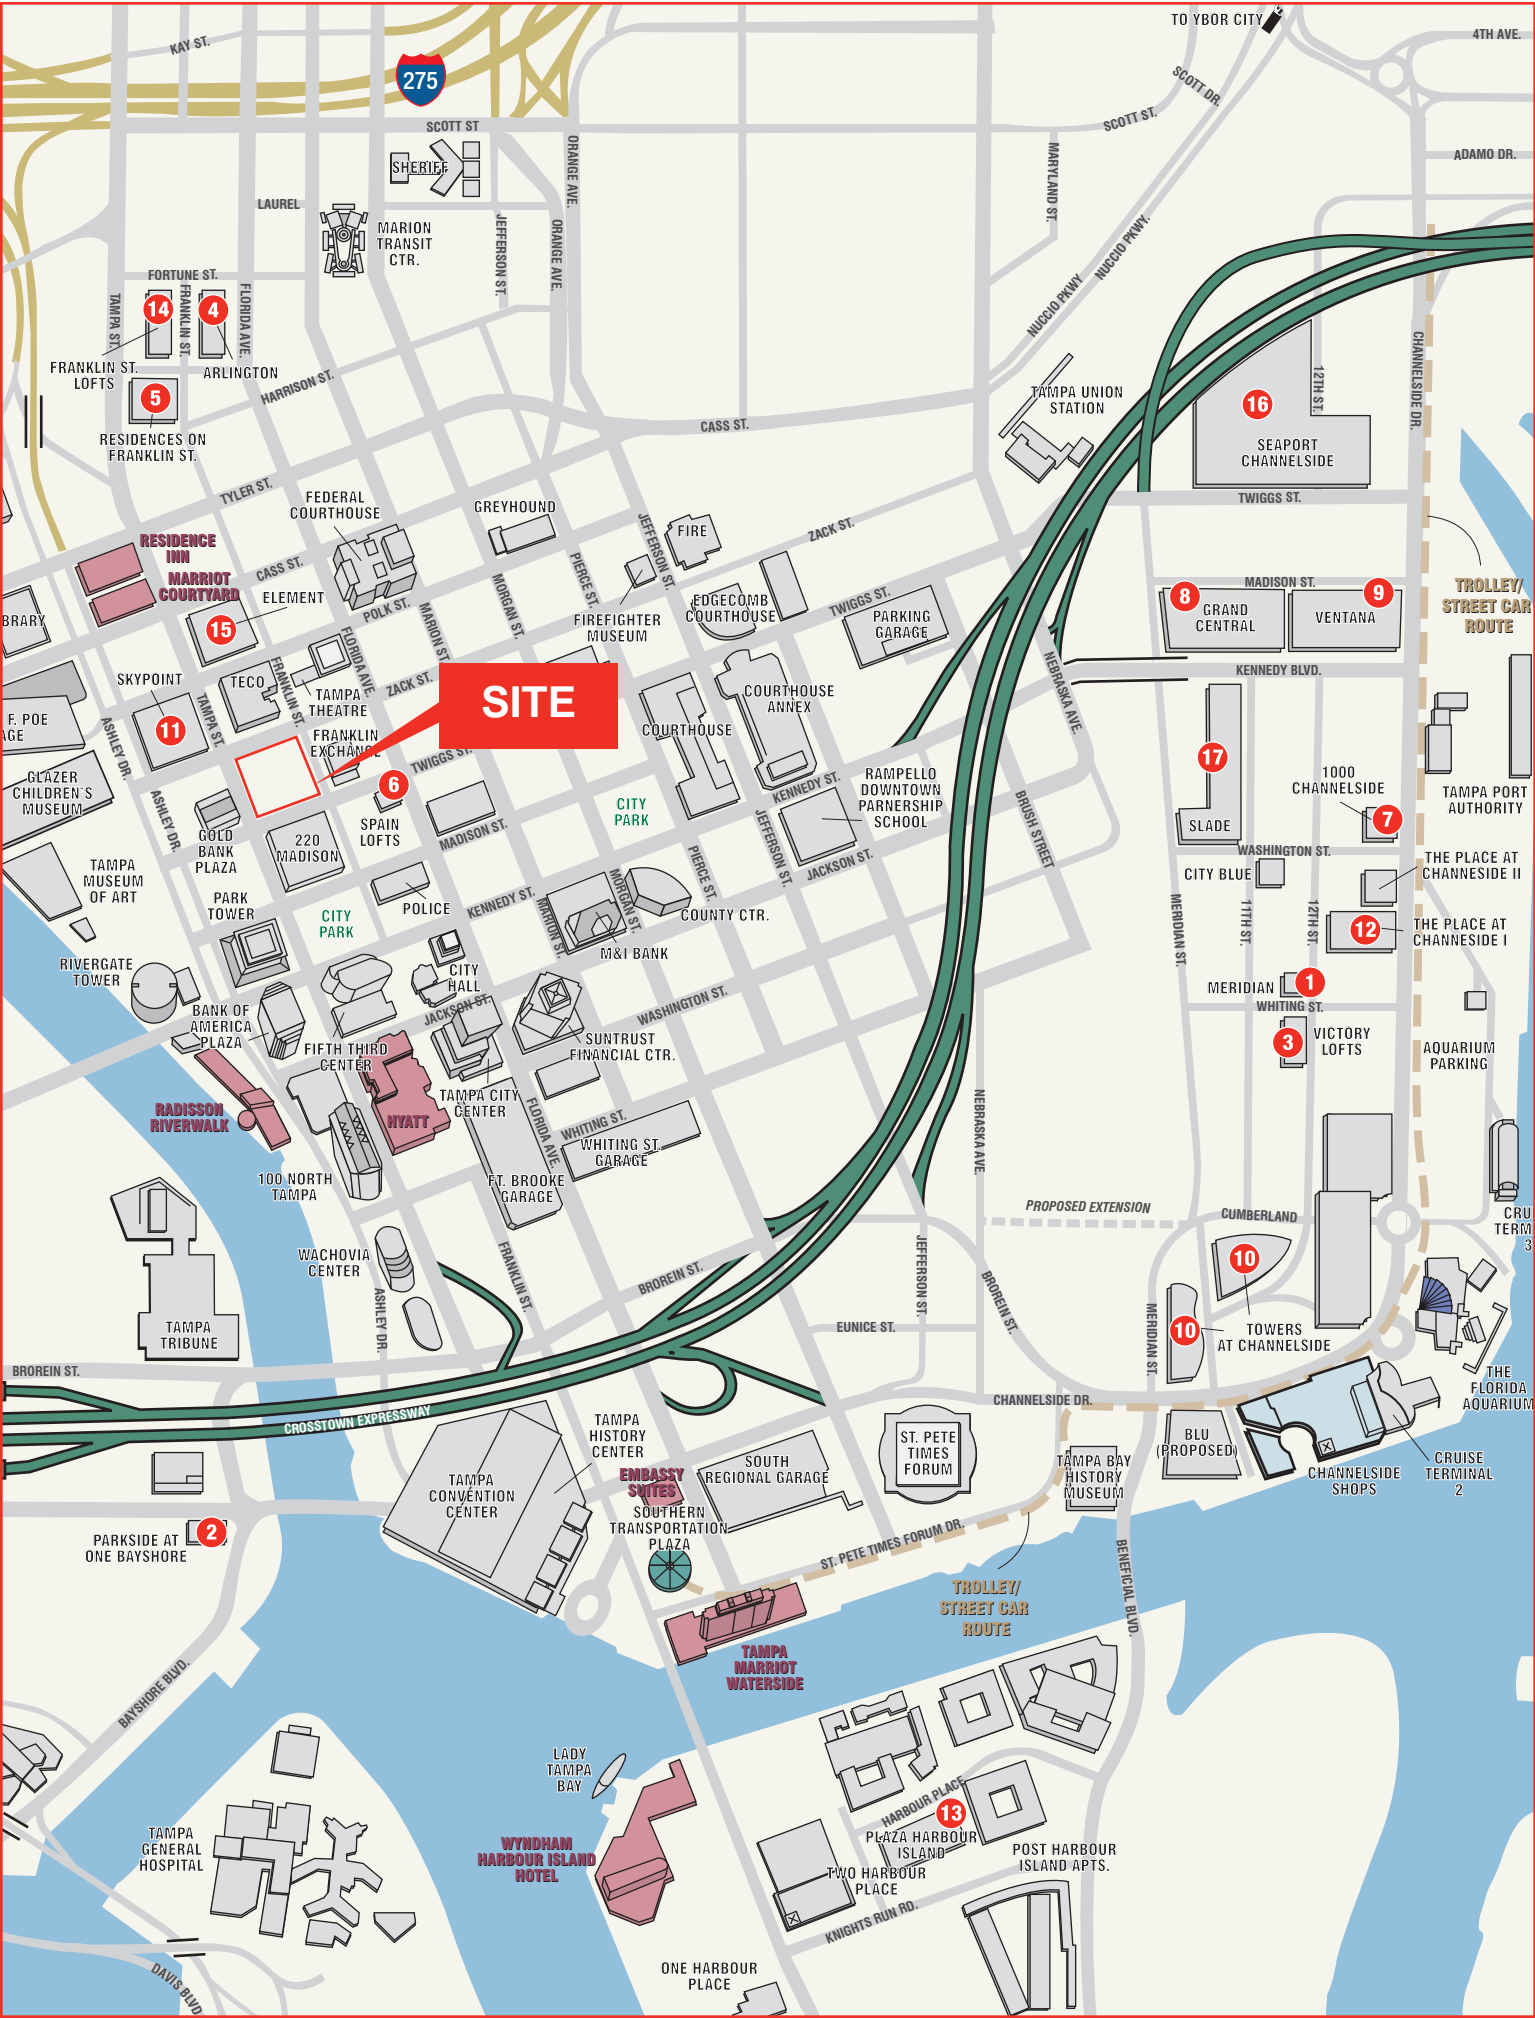 TO YBOR CITY
4TH AVE.
KAY ST.
275
SCOTT DR.
SCOTT ST
SCOTT ST.
ORANGE AVE.
MARYLAND ST.
ADAMO DR.
SHERIFF
LAUREL
MARION
TRANSIT
CTR.
JEFFERSON ST.
ORANGE AVE.
NUCCIO PKWY.
NUCCIO PKWY
FORTUNE ST.
TAMPA ST.
14
FRANKLIN ST.
4
FLORIDA AVE.
FRANKLIN ST.
LOFTS
ARLINGTON
HARRISON ST.
5
RESIDENCES ON
FRANKLIN ST.
CASS ST.
TAMPA UNION
STATION
16
12TH ST.
CHANNELSIDE DR.
SEAPORT
CHANNELSIDE
TYLER ST.
FEDERAL
COURTHOUSE
GREYHOUND
JEFFERSON ST.
FIRE
ZACK ST.
TWIGGS ST.
RESIDENCE
INN
MARRIOT
COURTYARD
CASS ST.
ELEMENT
POLK ST.
15
BRARY
MARION ST.
MORGAN ST.
PIERCE ST.
FIREFIGHTER
MUSEUM
EDGECOMB
COURTHOUSE
TWIGGS ST.
PARKING
GARAGE
MADISON ST.
8
GRAND
CENTRAL
9
VENTANA
TROLLEY/
STREET CAR
ROUTE
KENNEDY BLVD.
NEBRASKA AVE.
SKYPOINT
11
TECO
FRANKLIN ST.
FLORIDA AVE.
TAMPA
THEATRE
ZACK ST.
SITE
TAMPA ST.
FRANKLIN
EXCHANGE
TWIGGS ST.
COURTHOUSE
COURTHOUSE
ANNEX
F. POE
AGE
ASHLEY DR.
GLAZER
CHILDREN'S
MUSEUM
ASHLEY DR.
6
SPAIN
LOFTS
CITY
PARK
KENNEDY ST.
RAMPELLO
DOWNTOWN
PARNERSHIP
SCHOOL
BRUSH STREET
17
SLADE
1000
CHANNELSIDE
7
TAMPA PORT
AUTHORITY
GOLD
BANK
PLAZA
220
MADISON
MADISON ST.
PIERCE ST.
JEFFERSON ST.
JACKSON ST.
WASHINGTON ST.
CITY BLUE
THE PLACE AT
CHANNESIDE II
TAMPA
MUSEUM
OF ART
PARK
TOWER
CITY
PARK
POLICE
KENNEDY ST.
MARION ST.
MORGAN ST.
COUNTY CTR.
M&I BANK
MERIDIAN ST.
11TH ST.
12TH ST.
12
THE PLACE AT
CHANNESIDE I
RIVERGATE
TOWER
CITY
HALL
MERIDIAN
1
WHITING ST.
BANK OF
AMERICA
PLAZA
JACKSON ST.
WASHINGTON ST.
SUNTRUST
FINANCIAL CTR.
3
VICTORY
LOFTS
AQUARIUM
PARKING
FIFTH THIRD
CENTER
RADISSON
RIVERWALK
HYATT
TAMPA CITY
CENTER
FLORIDA AVE.
WHITING ST.
WHITING ST.
GARAGE
NEBRASKA AVE.
100 NORTH
TAMPA
FT. BROOKE
GARAGE
PROPOSED EXTENSION
CUMBERLAND
CRU
TERM
3
WACHOVIA
CENTER
FRANKLIN ST.
BROREIN ST.
JEFFERSON ST.
BROREIN ST.
10
TAMPA
TRIBUNE
ASHLEY DR.
EUNICE ST.
MERIDIAN ST.
10
TOWERS
AT CHANNELSIDE
BROREIN ST.
CROSSTOWN EXPRESSWAY
CHANNELSIDE DR.
THE
FLORIDA
AQUARIUM
TAMPA
HISTORY
CENTER
ST. PETE
TIMES
FORUM
BLU
(PROPOSED)
TAMPA
CONVENTION
CENTER
EMBASSY
SUITES
SOUTH
REGIONAL GARAGE
TAMPA BAY
HISTORY
MUSEUM
CHANNELSIDE
SHOPS
CRUISE
TERMINAL
2
SOUTHERN
TRANSPORTATION
PLAZA
PARKSIDE AT
ONE BAYSHORE
2
ST. PETE TIMES FORUM DR.
BENEFICIAL BLVD.
TROLLEY/
STREET CAR
ROUTE
TAMPA
MARRIOT
WATERSIDE
BAYSHORE BLVD.
LADY
TAMPA
BAY
HARBOUR PLACE
13
PLAZA HARBOUR
ISLAND
TAMPA
GENERAL
HOSPITAL
WYNDHAM
HARBOUR ISLAND
HOTEL
TWO HARBOUR
PLACE
POST HARBOUR
ISLAND APTS.
KNIGHTS RUN RD.
ONE HARBOUR
PLACE
DAVIS BLVD